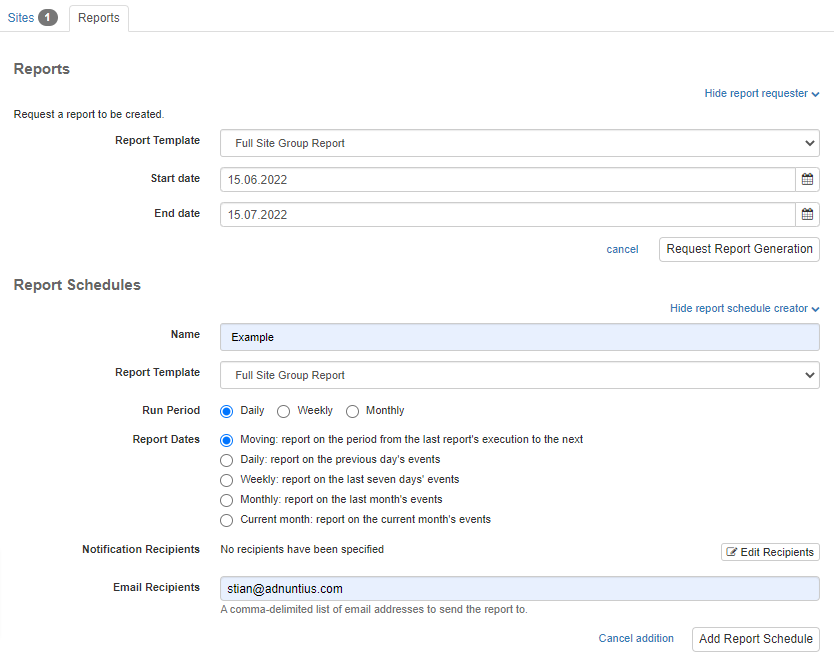 Sites 1 Reports
Reports
Hide report requester
Request a report to be created.
Report Template Full Site Group Report
Start date 15.06.2022
End date 15.07.2022
cancel Request Report Generation
Report Schedules
Hide report schedule creator
Name Example
Report Template Full Site Group Report
Run Period Daily Weekly Monthly
Report Dates Moving: report on the period from the last report's execution to the next
Daily: report on the previous day's events
Weekly: report on the last seven days' events
Monthly: report on the last month's events
Current month: report on the current month's events
Notification Recipients No recipients have been specified Edit Recipients
Email Recipients stian@adnuntius.com
A comma-delimited list of email addresses to send the report to.
Cancel addition Add Report Schedule